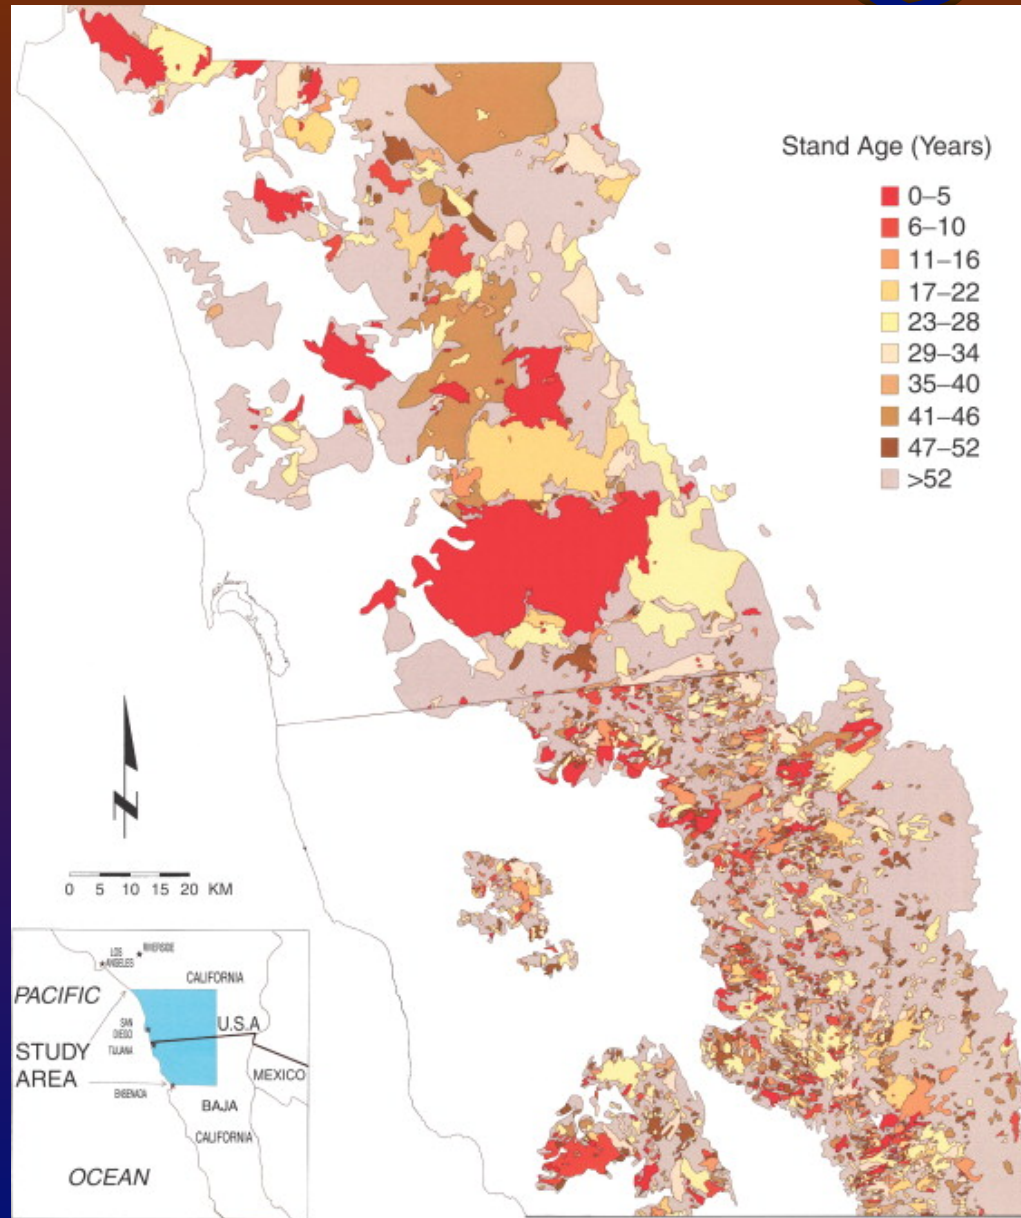 Stand Age (Years)
0–5
6–10
11–16
17–22
23–28
29–34
35–40
41–46
47–52
>52
N
0 5 10 15 20 KM
LOS
ANGELES
RIVERSIDE
CALIFORNIA
PACIFIC
SAN
DIEGO
U.S.A
TIJUANA
STUDY
AREA
MEXICO
ENSENADA
BAJA
CALIFORNIA
OCEAN